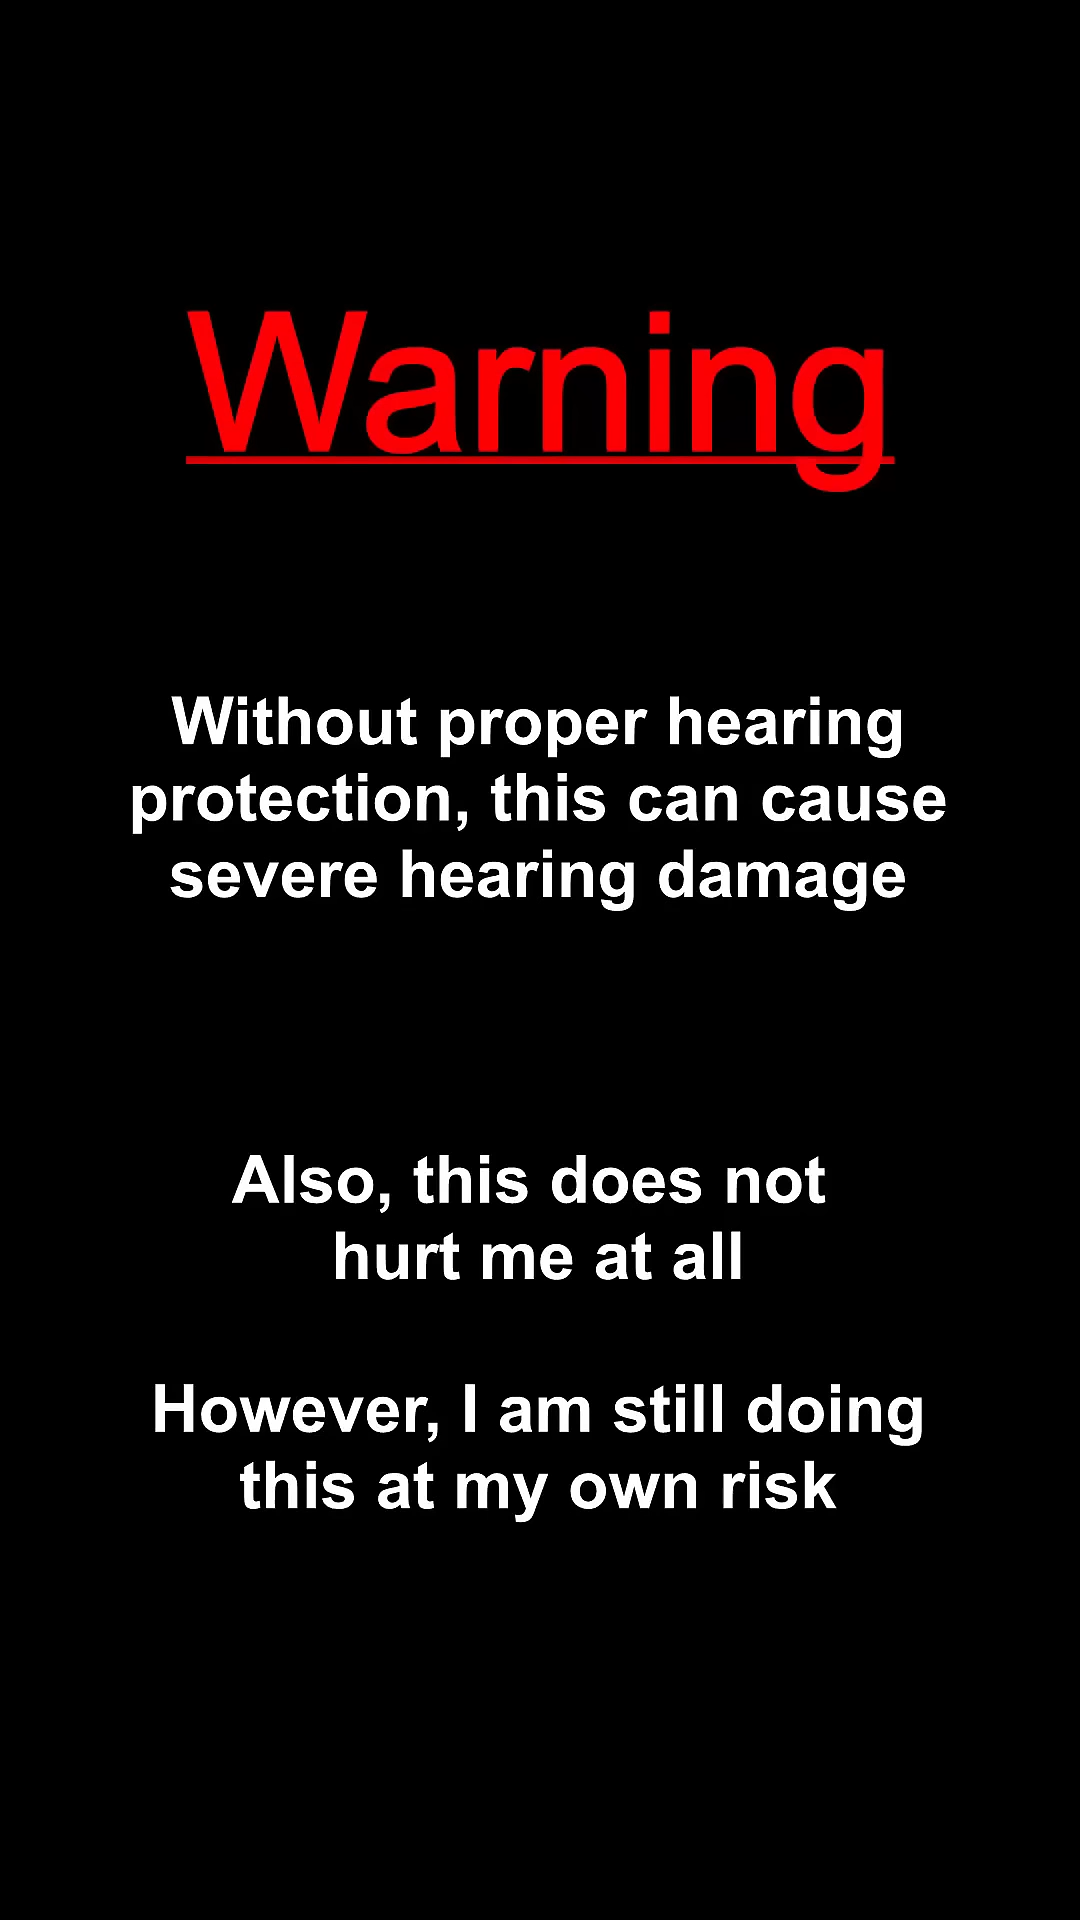 Warning
Without proper hearing
protection, this can cause
severe hearing damage
Also, this does not
hurt me at all
However, I am still doing
this at my own risk